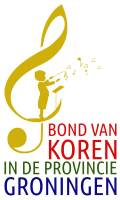 BOND VAN
KOREN
IN DE PROVINCIE
GRONINGEN